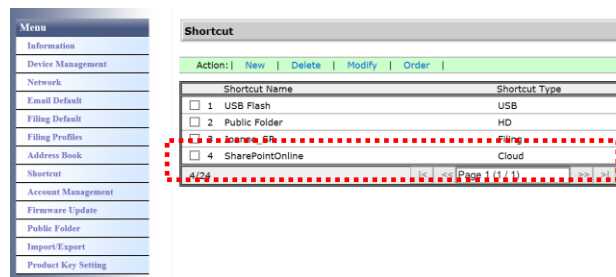 Menu
Information
Device Management
Network
Email Default
Filing Default
Filing Profiles
Address Book
Shortcut
Account Management
Firmware Update
Public Folder
Import/Export
Product Key Setting
Shortcut
Action: | New | Delete | Modify | Order |
Shortcut Name Shortcut Type
1 USB Flash USB
2 Public Folder HD
3 Joanne_SP Filing
4 SharePointOnline Cloud
4/24 |< << Page 1 (1 / 1) >> >|